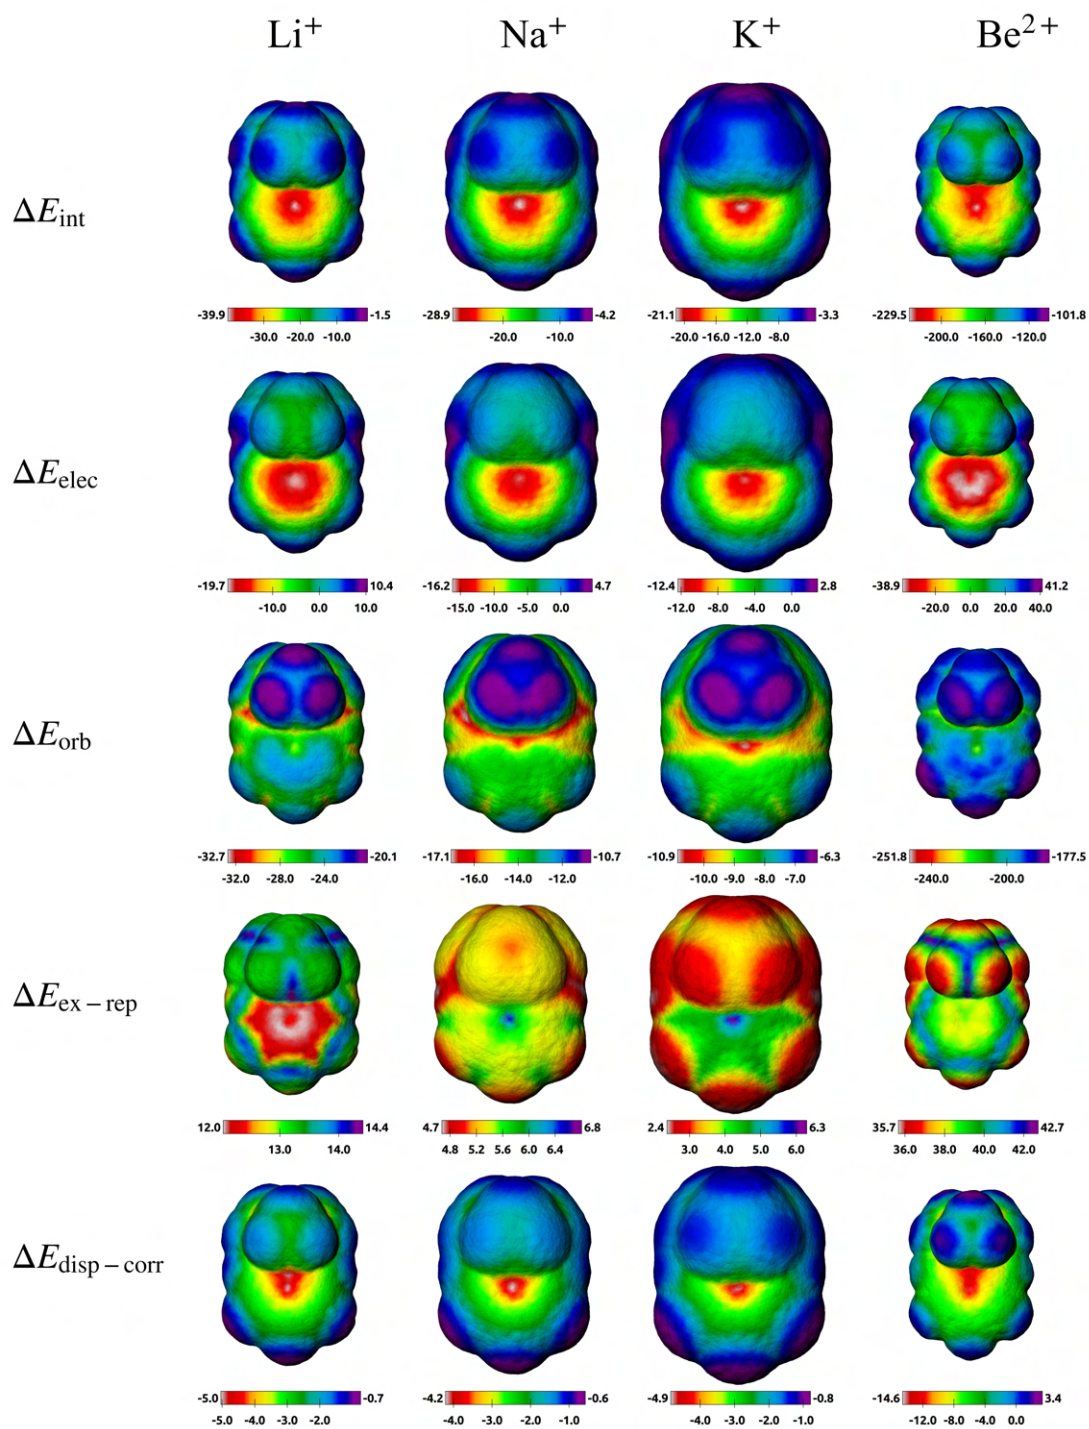 Li+ Na+ K+ Be2+
ΔEint
-39.9 -1.5 -28.9 -4.2 -21.1 -3.3 -229.5 -101.8
-30.0 -20.0 -10.0 -20.0 -10.0 -20.0 -16.0 -12.0 -8.0 -200.0 -160.0 -120.0
ΔEelec
-19.7 10.4 -16.2 4.7 -12.4 2.8 -38.9 41.2
-10.0 0.0 10.0 -15.0 -10.0 -5.0 0.0 -12.0 -8.0 -4.0 0.0 -20.0 0.0 20.0 40.0
ΔEorb
-32.7 -20.1 -17.1 -10.7 -10.9 -6.3 -251.8 -177.5
-32.0 -28.0 -24.0 -16.0 -14.0 -12.0 -10.0 -9.0 -8.0 -7.0 -240.0 -200.0
ΔEex – rep
12.0 14.4 4.7 6.8 2.4 6.3 35.7 42.7
13.0 14.0 4.8 5.2 5.6 6.0 6.4 3.0 4.0 5.0 6.0 36.0 38.0 40.0 42.0
ΔEdisp – corr
-5.0 -0.7 -4.2 -0.6 -4.9 -0.8 -14.6 3.4
-5.0 -4.0 -3.0 -2.0 -4.0 -3.0 -2.0 -1.0 -4.0 -3.0 -2.0 -1.0 -12.0 -8.0 -4.0 0.0